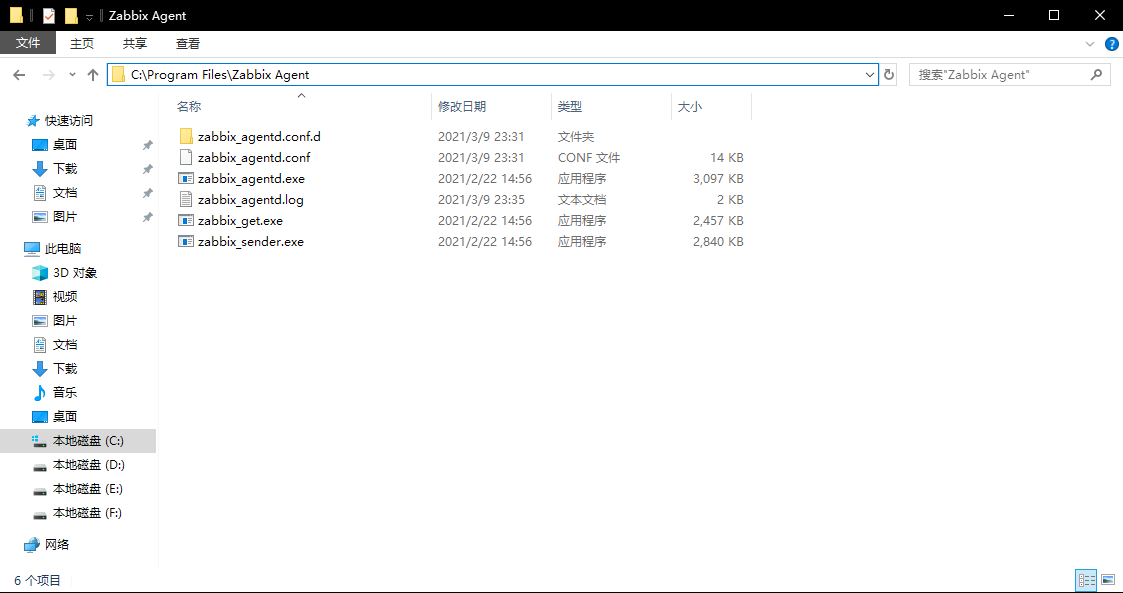 Zabbix Agent
文件 主页 共享 查看
C:\Program Files\Zabbix Agent 搜索"Zabbix Agent"
名称 修改日期 类型 大小
快速访问
桌面
下载
文档
图片
此电脑
3D 对象
视频
图片
文档
下载
音乐
桌面
本地磁盘 (C:)
本地磁盘 (D:)
本地磁盘 (E:)
本地磁盘 (F:)
网络
zabbix_agentd.conf.d 2021/3/9 23:31 文件夹
zabbix_agentd.conf 2021/3/9 23:31 CONF 文件 14 KB
zabbix_agentd.exe 2021/2/22 14:56 应用程序 3,097 KB
zabbix_agentd.log 2021/3/9 23:35 文本文档 2 KB
zabbix_get.exe 2021/2/22 14:56 应用程序 2,457 KB
zabbix_sender.exe 2021/2/22 14:56 应用程序 2,840 KB
6 个项目